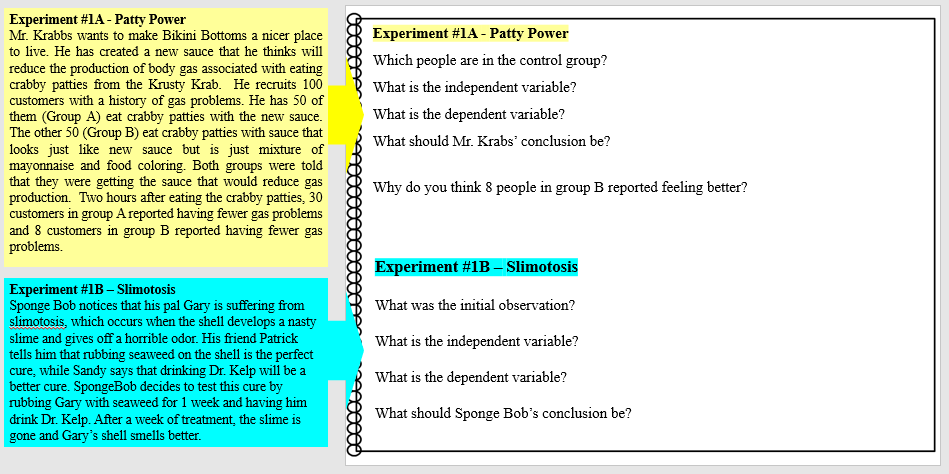 Experiment #1A - Patty Power
Mr. Krabbs wants to make Bikini Bottoms a nicer place
to live. He has created a new sauce that he thinks will
reduce the production of body gas associated with eating
crabby patties from the Krusty Krab. He recruits 100
customers with a history of gas problems. He has 50 of
them (Group A) eat crabby patties with the new sauce.
The other 50 (Group B) eat crabby patties with sauce that
looks just like new sauce but is just mixture of
mayonnaise and food coloring. Both groups were told
that they were getting the sauce that would reduce gas
production. Two hours after eating the crabby patties, 30
customers in group A reported having fewer gas problems
and 8 customers in group B reported having fewer gas
problems.
Experiment #1B – Slimotosis
Sponge Bob notices that his pal Gary is suffering from
slimotosis, which occurs when the shell develops a nasty
slime and gives off a horrible odor. His friend Patrick
tells him that rubbing seaweed on the shell is the perfect
cure, while Sandy says that drinking Dr. Kelp will be a
better cure. SpongeBob decides to test this cure by
rubbing Gary with seaweed for 1 week and having him
drink Dr. Kelp. After a week of treatment, the slime is
gone and Gary’s shell smells better.
Experiment #1A - Patty Power
Which people are in the control group?
What is the independent variable?
What is the dependent variable?
What should Mr. Krabs’ conclusion be?
Why do you think 8 people in group B reported feeling better?
Experiment #1B – Slimotosis
What was the initial observation?
What is the independent variable?
What is the dependent variable?
What should Sponge Bob’s conclusion be?